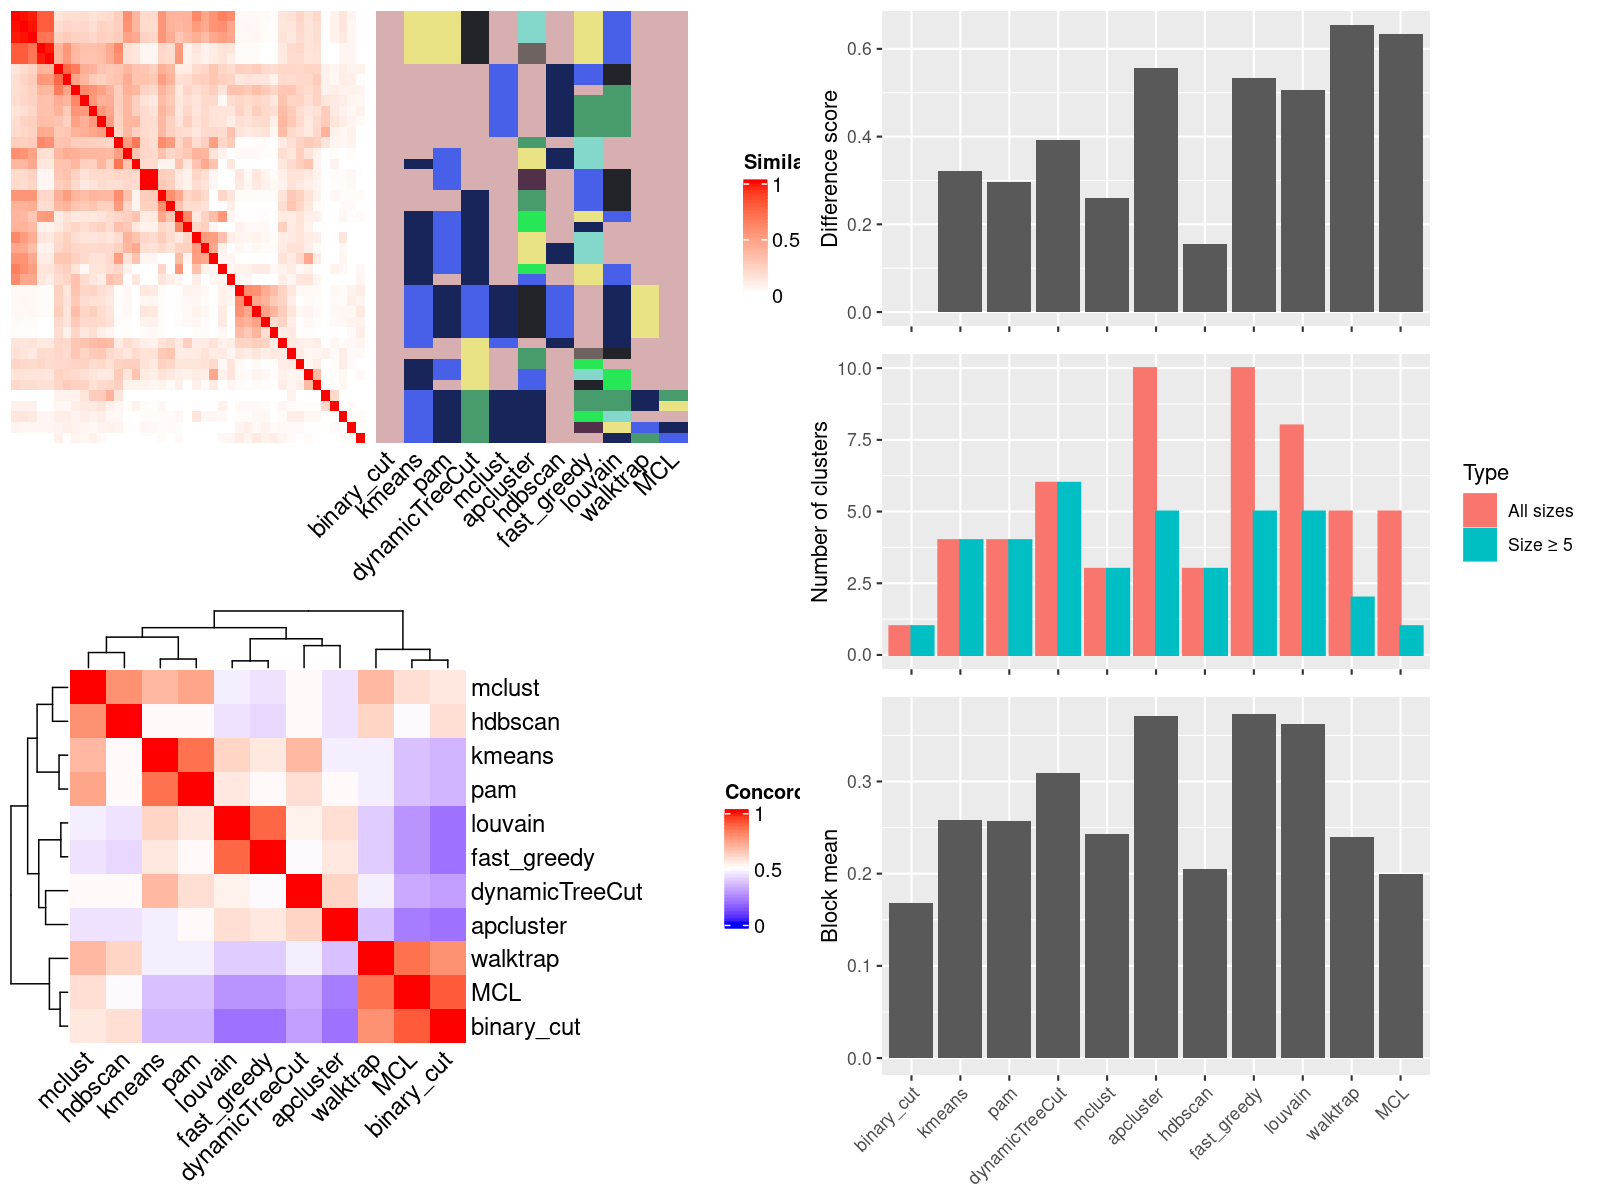 Simila
1
0.5
0
binary_cut
kmeans
pam
dynamicTreeCut
mclust
apcluster
hdbscan
fast_greedy
louvain
walktrap
MCL
mclust
hdbscan
kmeans
pam
louvain
fast_greedy
dynamicTreeCut
apcluster
walktrap
MCL
binary_cut
mclust
hdbscan
kmeans
pam
louvain
fast_greedy
dynamicTreeCut
apcluster
walktrap
MCL
binary_cut
Concord
1
0.5
0
Difference score
0.6
0.4
0.2
0.0
Number of clusters
10.0
7.5
5.0
2.5
0.0
Type
All sizes
Size ≥ 5
Block mean
0.3
0.2
0.1
0.0
binary_cut
kmeans
pam
dynamicTreeCut
mclust
apcluster
hdbscan
fast_greedy
louvain
walktrap
MCL